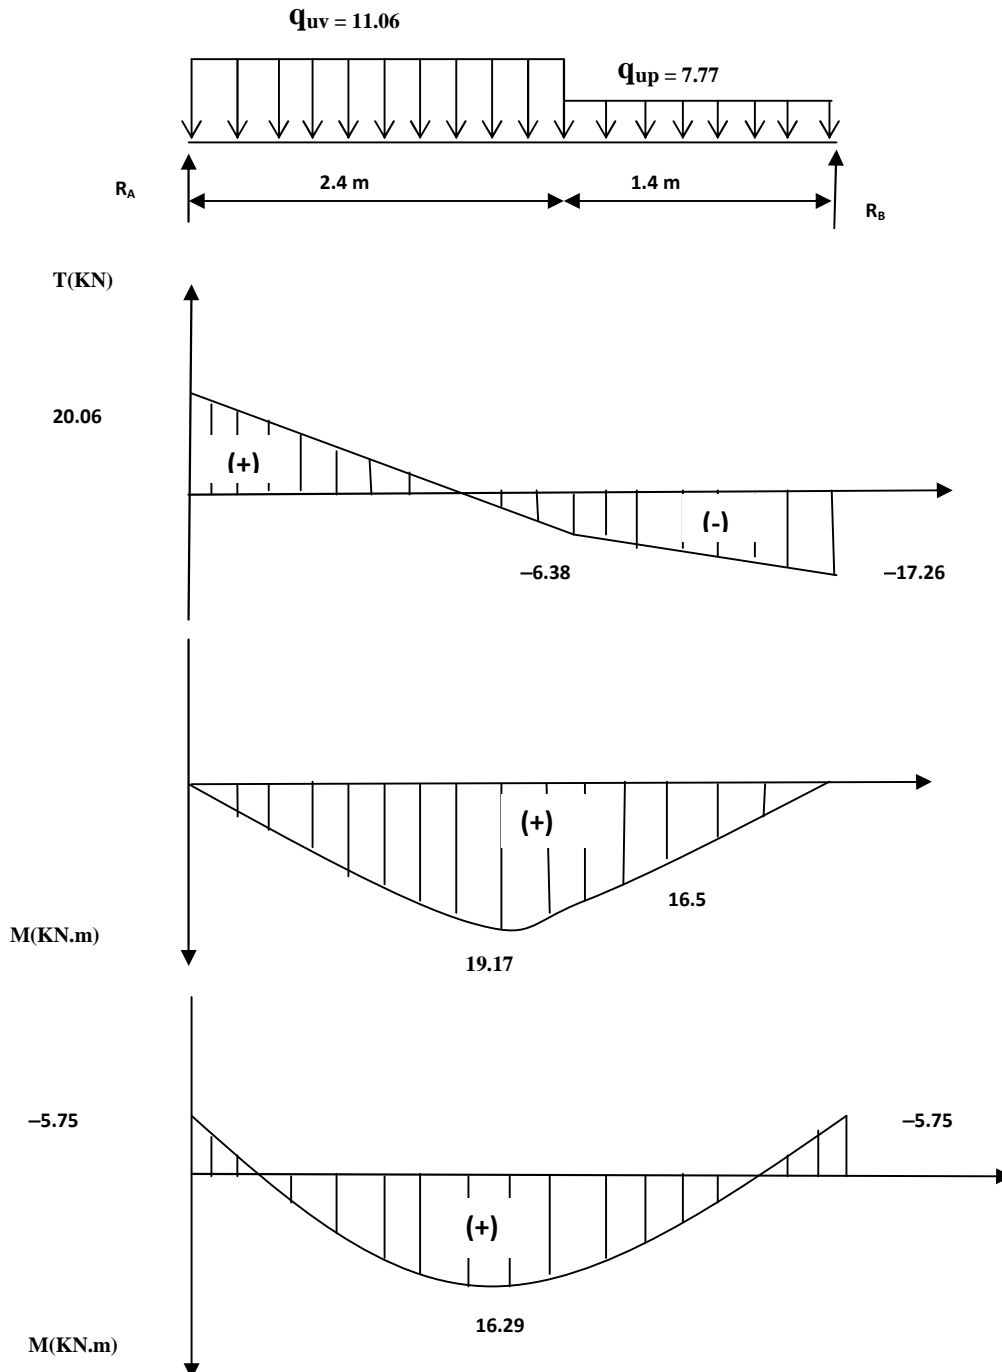 quv = 11.06
qup = 7.77
2.4 m
1.4 m
RA
RB
T(KN)
20.06
(+)
(-)
–6.38
–17.26
(+)
16.5
M(KN.m)
19.17
–5.75
–5.75
(+)
16.29
M(KN.m)